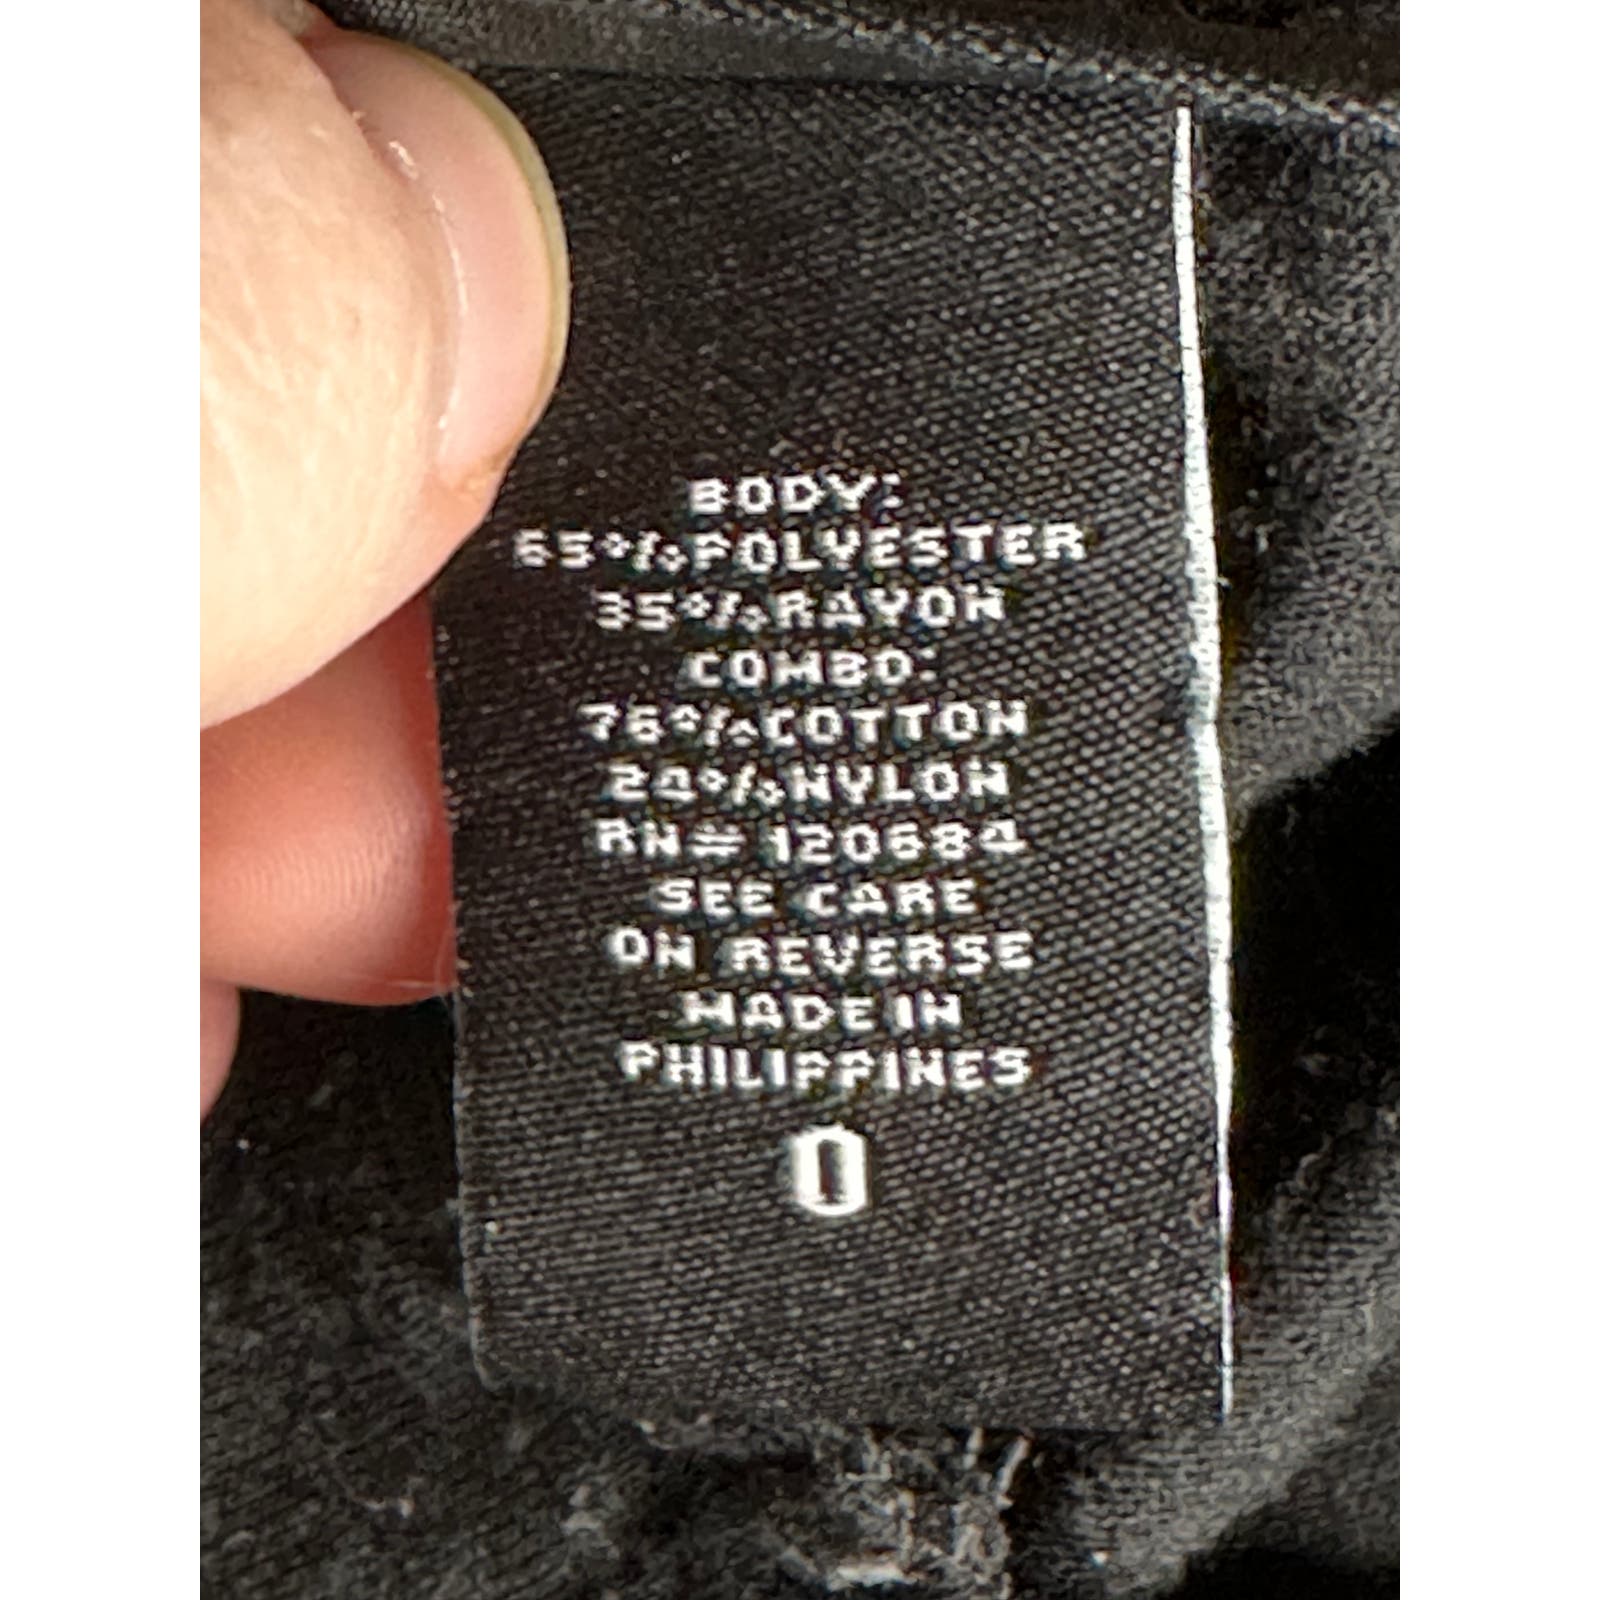 BODY:
65%POLYESTER
35%RAYON
COMBO:
76%COTTON
24%NYLON
RN# 120684
SEE CARE
ON REVERSE
MADE IN
PHILIPPINES
0